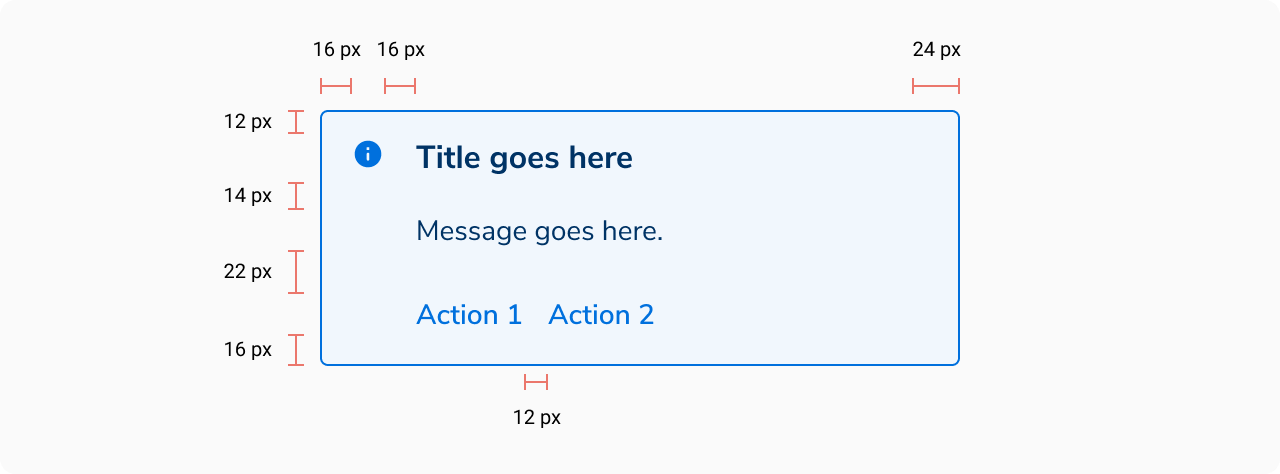 16 px 16 px 24 px
12 px
Title goes here
14 px
Message goes here.
22 px
Action 1 Action 2
16 px
12 px